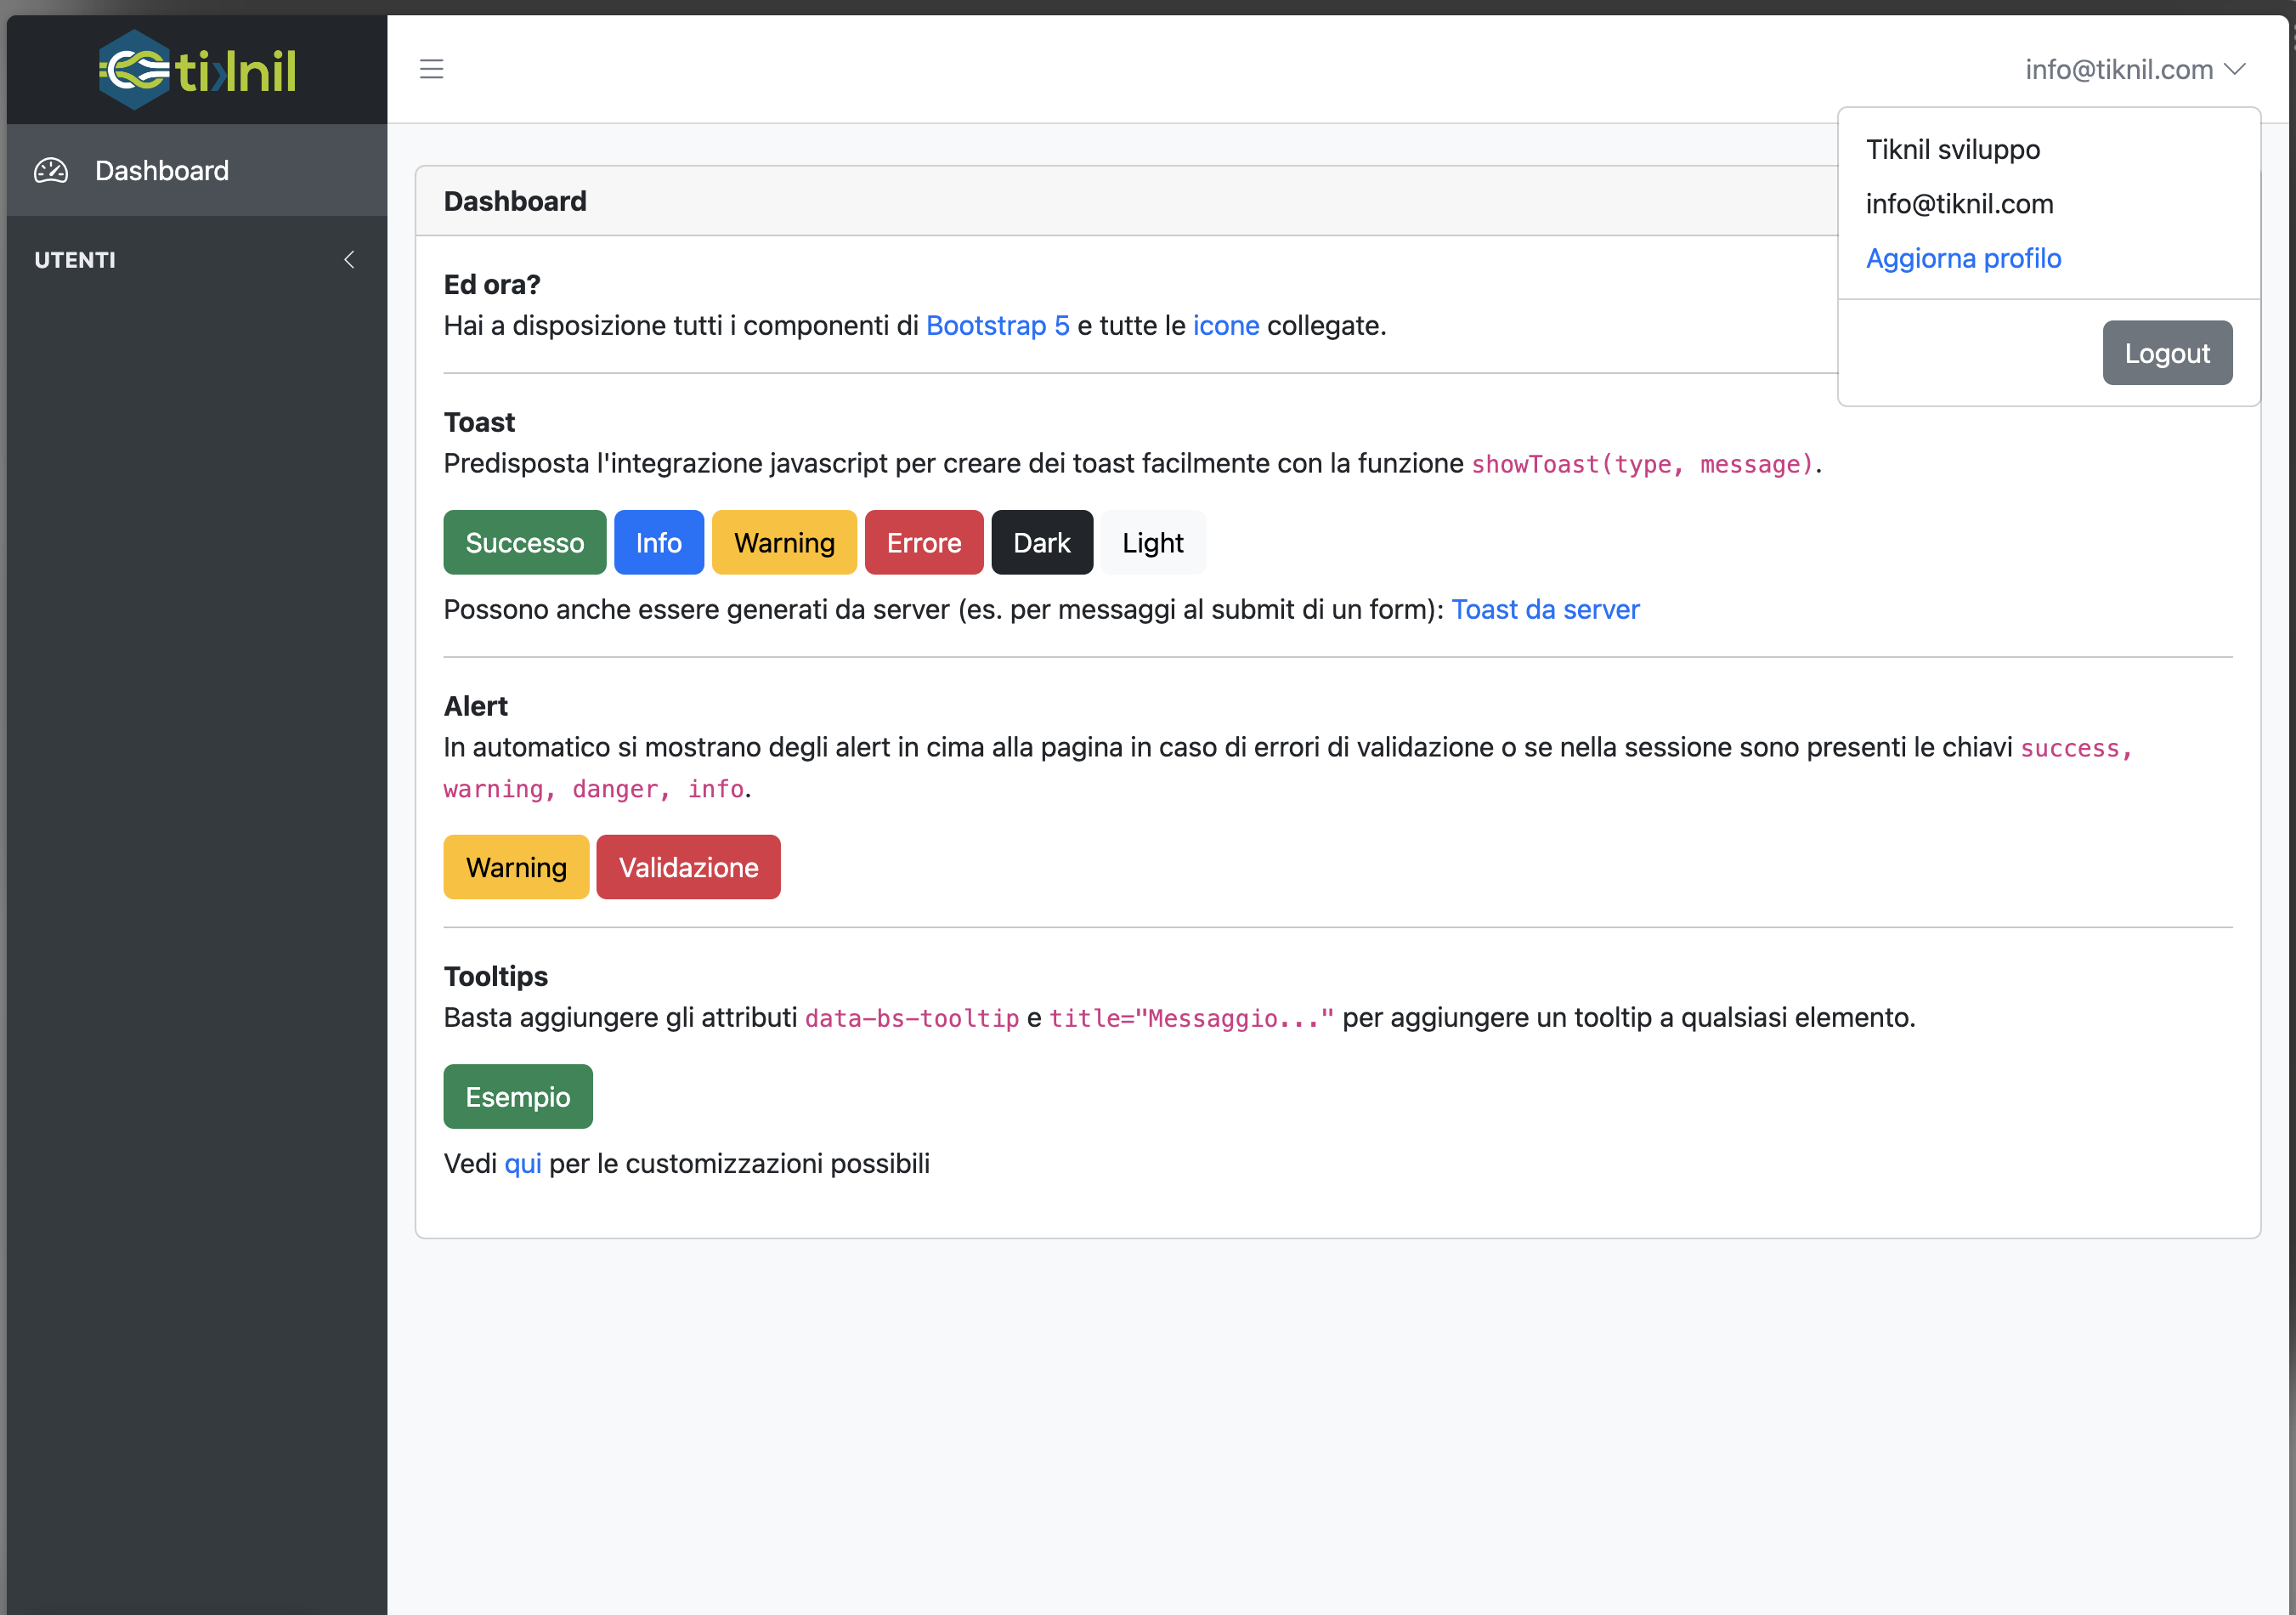 tiknil
info@tiknil.com
Dashboard
UTENTI
Tiknil sviluppo
info@tiknil.com
Aggiorna profilo
Logout
Dashboard
Ed ora?
Hai a disposizione tutti i componenti di Bootstrap 5 e tutte le icone collegate.
Toast
Predisposta l'integrazione javascript per creare dei toast facilmente con la funzione showToast(type, message).
Successo Info Warning Errore Dark Light
Possono anche essere generati da server (es. per messaggi al submit di un form): Toast da server
Alert
In automatico si mostrano degli alert in cima alla pagina in caso di errori di validazione o se nella sessione sono presenti le chiavi success,
warning, danger, info.
Warning Validazione
Tooltips
Basta aggiungere gli attributi data-bs-tooltip e title="Messaggio..." per aggiungere un tooltip a qualsiasi elemento.
Esempio
Vedi qui per le customizzazioni possibili